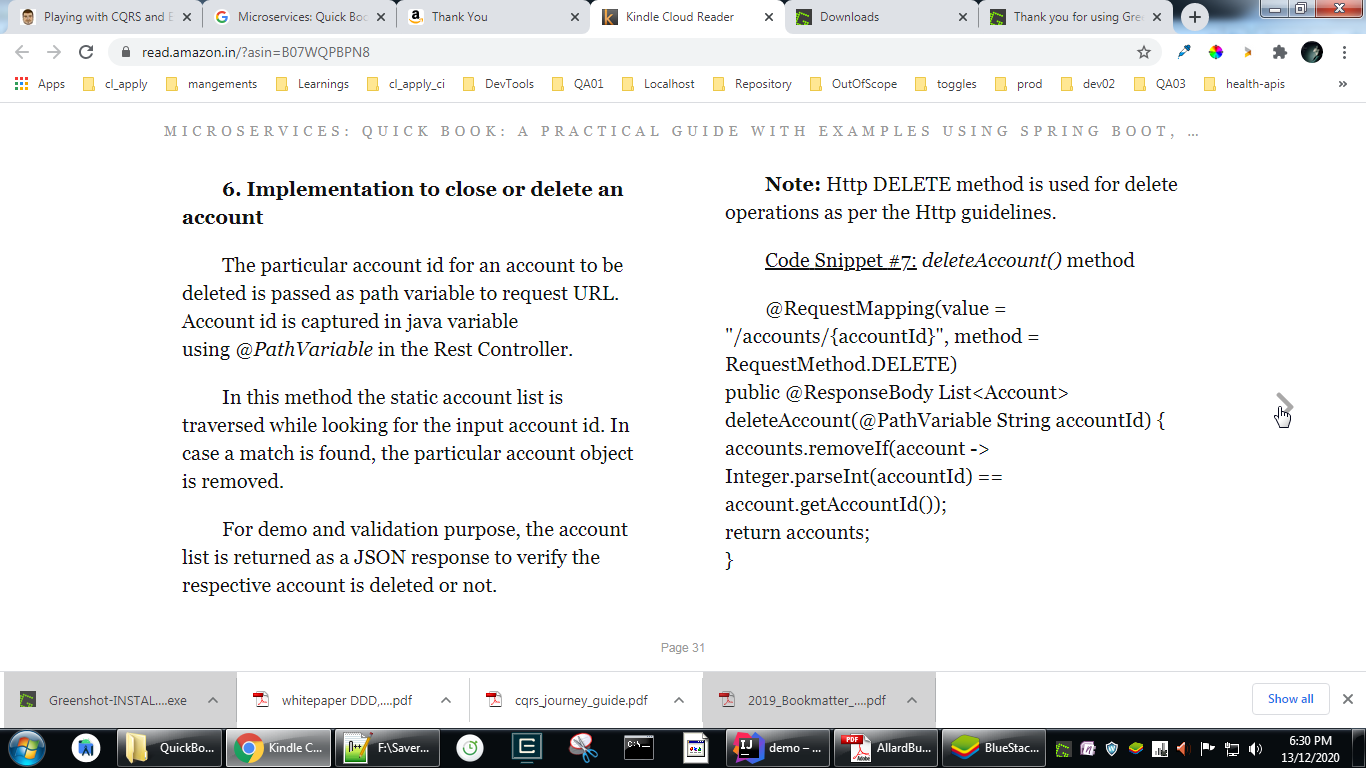 Playing with CQRS and E
Microservices: Quick Boo
Thank You
Kindle Cloud Reader
Downloads
Thank you for using Gre
read.amazon.in/?asin=B07WQPBPN8
Apps
cl_apply
mangements
Learnings
cl_apply_ci
DevTools
QA01
Localhost
Repository
OutOfScope
toggles
prod
dev02
QA03
health-apis
»
MICROSERVICES: QUICK BOOK: A PRACTICAL GUIDE WITH EXAMPLES USING SPRING BOOT, ...
6. Implementation to close or delete an
account
The particular account id for an account to be
deleted is passed as path variable to request URL.
Account id is captured in java variable
using @PathVariable in the Rest Controller.
In this method the static account list is
traversed while looking for the input account id. In
case a match is found, the particular account object
is removed.
For demo and validation purpose, the account
list is returned as a JSON response to verify the
respective account is deleted or not.
Note: Http DELETE method is used for delete
operations as per the Http guidelines.
Code Snippet #7: deleteAccount() method
@RequestMapping(value =
"/accounts/{accountId}", method =
RequestMethod.DELETE)
public @ResponseBody List<Account>
deleteAccount(@PathVariable String accountId) {
accounts.removeIf(account ->
Integer.parseInt(accountId) ==
account.getAccountId());
return accounts;
}
Page 31
Greenshot-INSTAL....exe
whitepaper DDD,....pdf
cqrs_journey_guide.pdf
2019_Bookmatter_....pdf
Show all
QuickBo...
Kindle C...
F:\Saver...
C:\
demo – ...
AllardBu...
BlueStac...
6:30 PM
13/12/2020